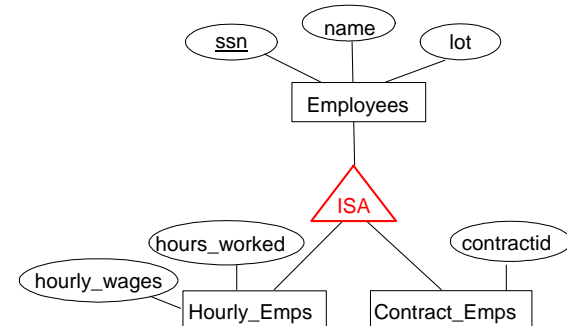 name
ssn
lot
Employees
ISA
hours_worked
contractid
hourly_wages
Hourly_Emps
Contract_Emps